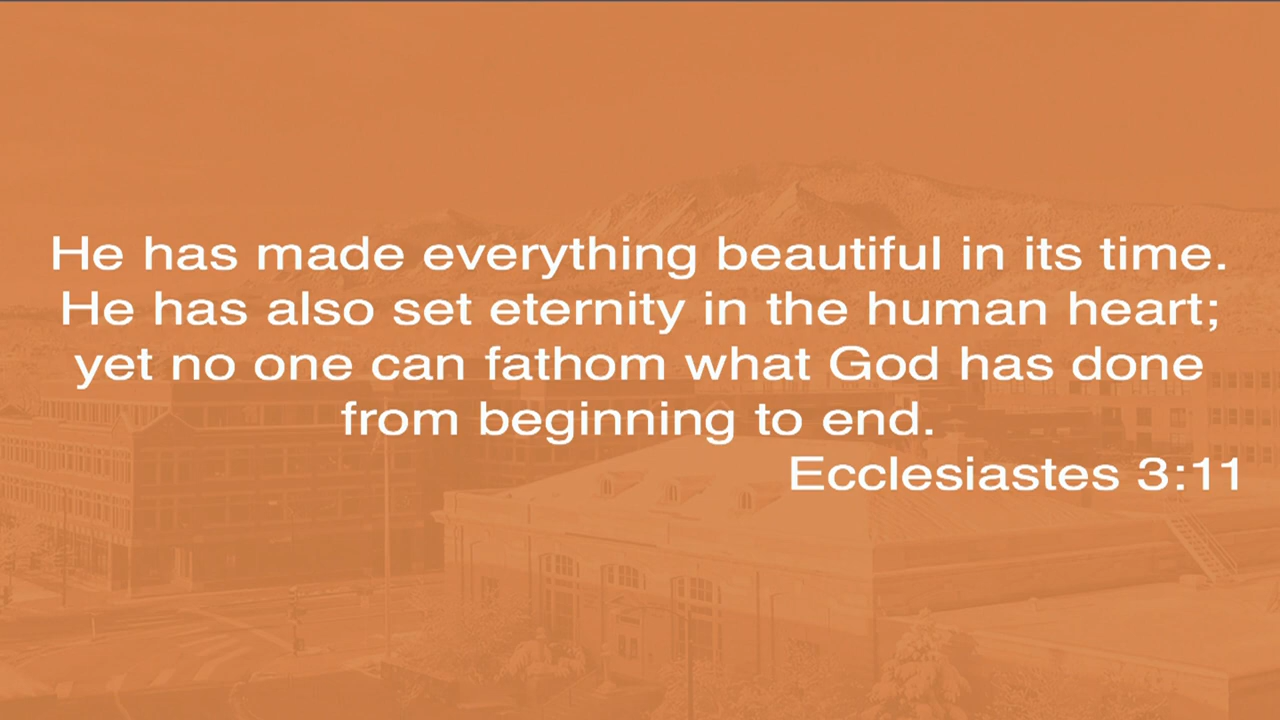 He has made everything beautiful in its time.
He has also set eternity in the human heart;
yet no one can fathom what God has done
from beginning to end.
Ecclesiastes 3:11